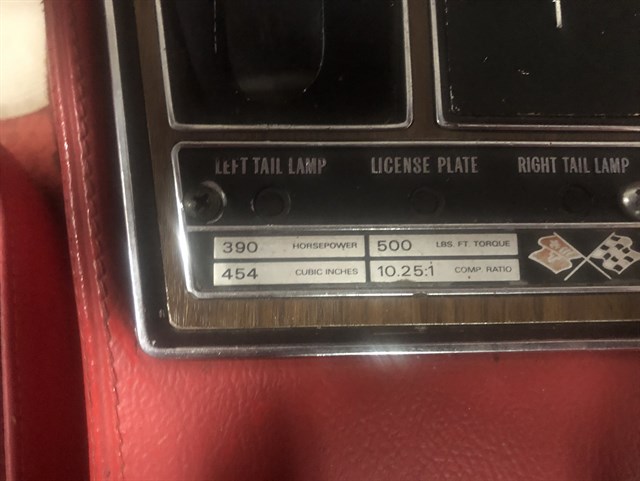 LEFT TAIL LAMP LICENSE PLATE RIGHT TAIL LAMP
390 HORSEPOWER 500 LBS. FT. TORQUE
454 CUBIC INCHES 10.25:1 COMP. RATIO